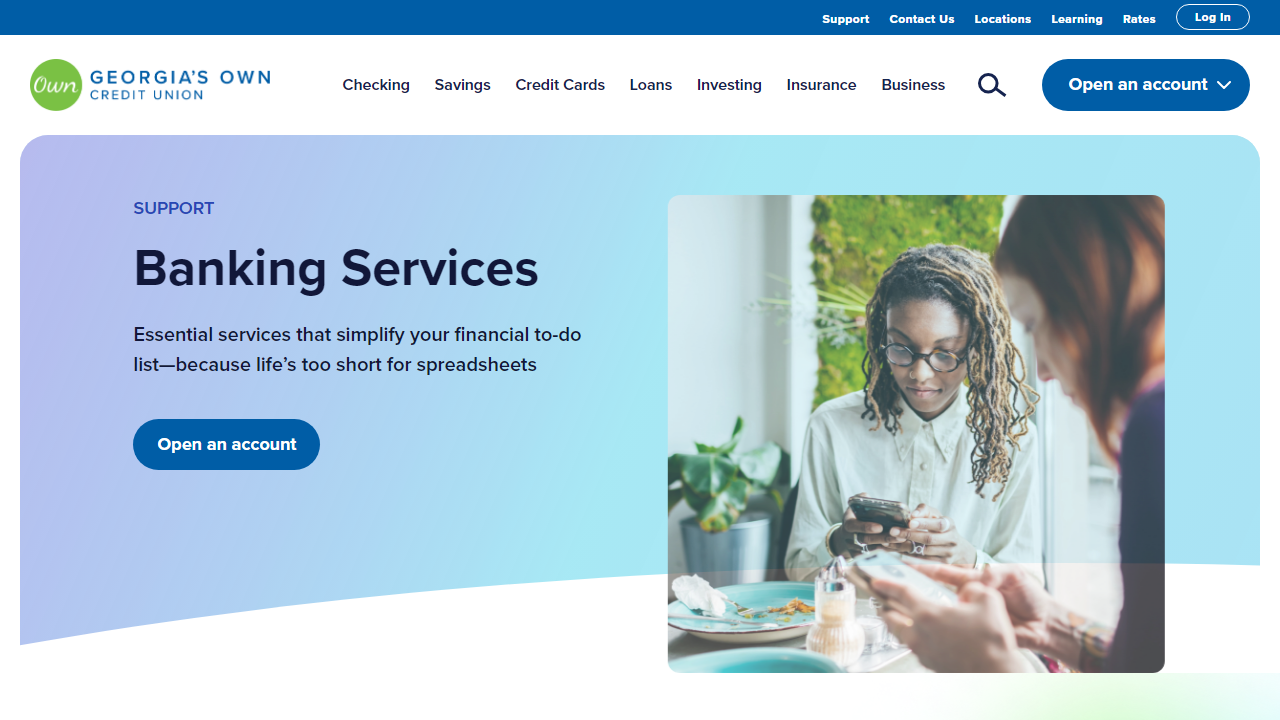 Support Contact Us Locations Learning Rates Log In
Own GEORGIA'S OWN
CREDIT UNION
Checking Savings Credit Cards Loans Investing Insurance Business Open an account
SUPPORT
Banking Services
Essential services that simplify your financial to-do
list—because life’s too short for spreadsheets
Open an account